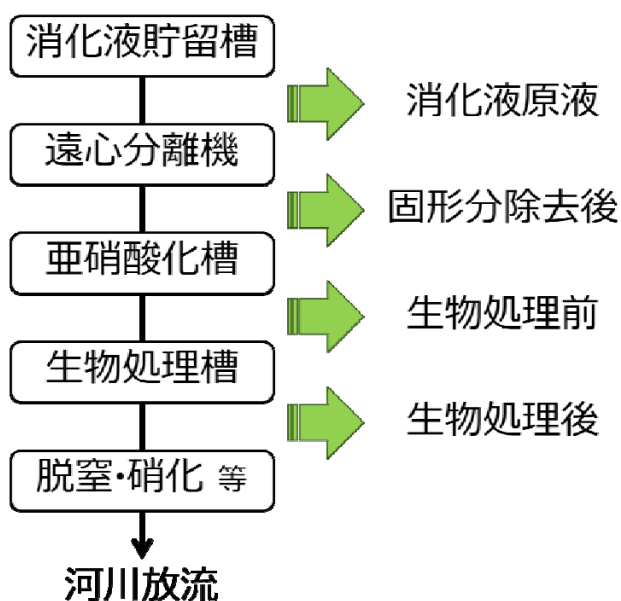 消化液貯留槽
消化液原液
遠心分離機
固形分除去後
亜硝酸化槽
生物処理前
生物処理槽
生物処理後
脱窒・硝化 等
河川放流